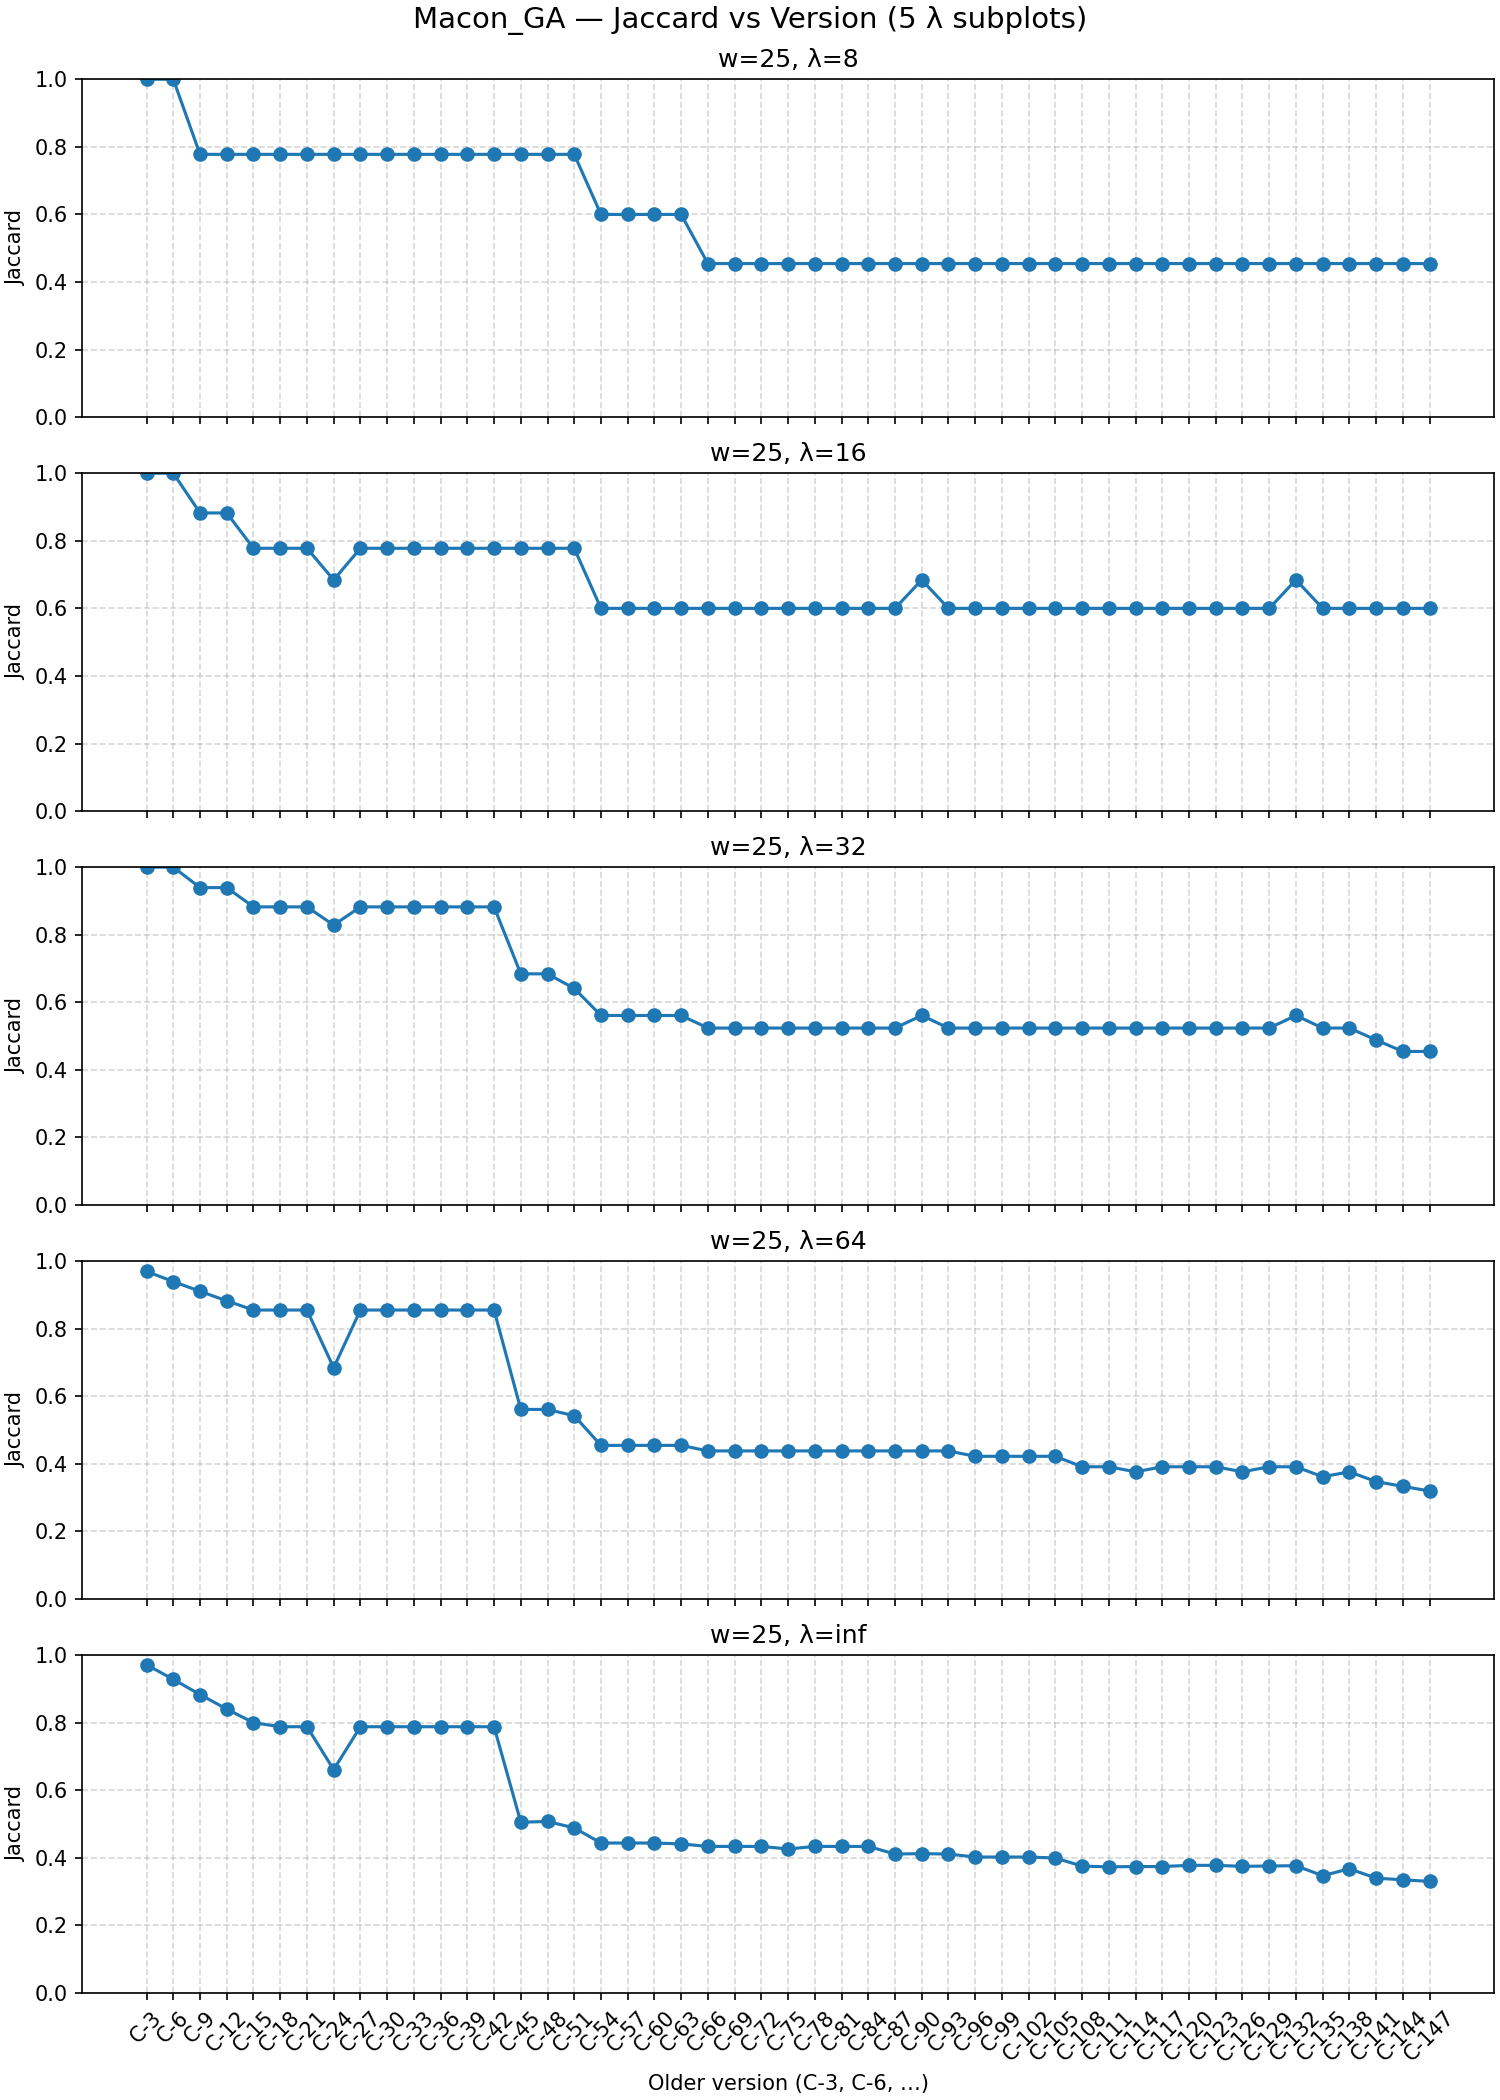 Macon_GA — Jaccard vs Version (5 λ subplots)
w=25, λ=8
1.0
0.8
0.6
0.4
0.2
0.0
Jaccard
w=25, λ=16
1.0
0.8
0.6
0.4
0.2
0.0
Jaccard
w=25, λ=32
1.0
0.8
0.6
0.4
0.2
0.0
Jaccard
w=25, λ=64
1.0
0.8
0.6
0.4
0.2
0.0
Jaccard
w=25, λ=inf
1.0
0.8
0.6
0.4
0.2
0.0
Jaccard
C-3 C-6 C-9 C-12 C-15 C-18 C-21 C-24 C-27 C-30 C-33 C-36 C-39 C-42 C-45 C-48 C-51 C-54 C-57 C-60 C-63 C-66 C-69 C-72 C-75 C-78 C-81 C-84 C-87 C-90 C-93 C-96 C-99 C-102 C-105 C-108 C-111 C-114 C-117 C-120 C-123 C-126 C-129 C-132 C-135 C-138 C-141 C-144 C-147
Older version (C-3, C-6, ...)